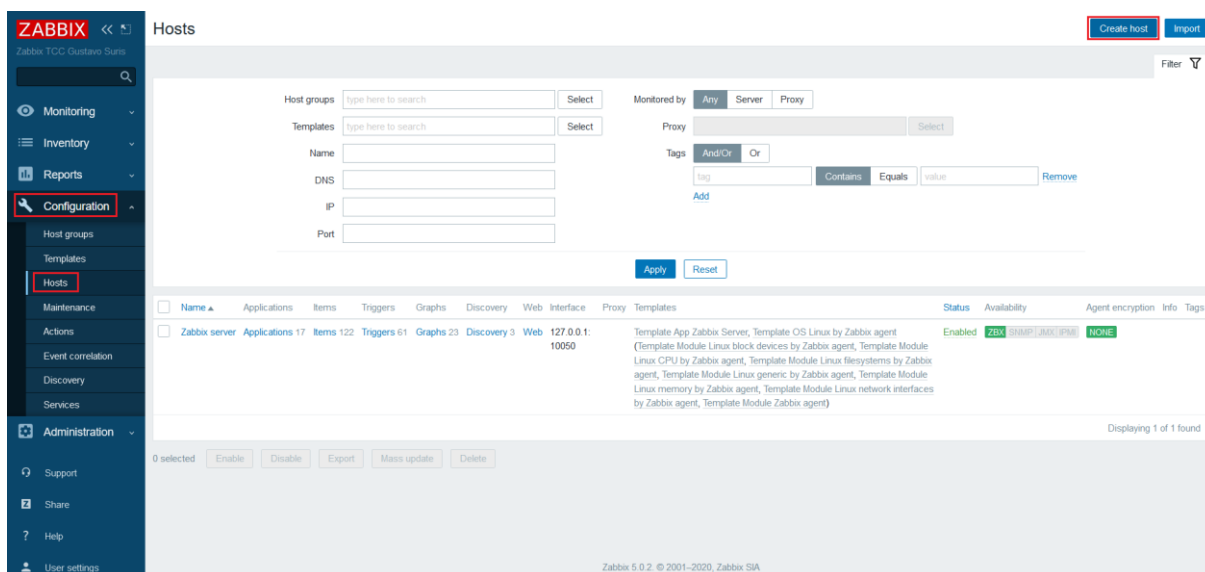 ZABBIX
Zabbix TCC Gustavo Suris
Monitoring
Inventory
Reports
Configuration
Host groups
Templates
Hosts
Maintenance
Actions
Event correlation
Discovery
Services
Administration
Support
Share
Help
User settings
Hosts
Create host
Import
Filter
Host groups type here to search Select
Templates type here to search Select
Name
DNS
IP
Port
Monitored by Any Server Proxy
Proxy Select
Tags And/Or Or
tag Contains Equals value Remove
Add
Apply Reset
Name Applications Items Triggers Graphs Discovery Web Interface Proxy Templates Status Availability Agent encryption Info Tags
Zabbix server Applications 17 Items 122 Triggers 61 Graphs 23 Discovery 3 Web 127.0.0.1: Template App Zabbix Server, Template OS Linux by Zabbix agent Enabled ZBX SNMP JMX IPMI NONE
10050 (Template Module Linux block devices by Zabbix agent, Template Module
Linux CPU by Zabbix agent, Template Module Linux filesystems by Zabbix
agent, Template Module Linux generic by Zabbix agent, Template Module
Linux memory by Zabbix agent, Template Module Linux network interfaces
by Zabbix agent, Template Module Zabbix agent)
Displaying 1 of 1 found
0 selected Enable Disable Export Mass update Delete
Zabbix 5.0.2. © 2001–2020, Zabbix SIA